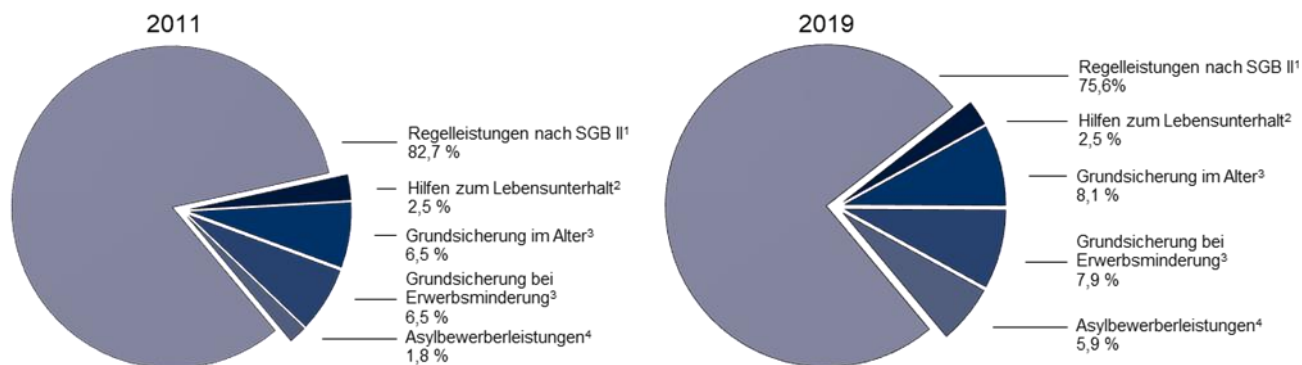 2011
Regelleistungen nach SGB II¹
82,7 %
Hilfen zum Lebensunterhalt²
2,5 %
Grundsicherung im Alter³
6,5 %
Grundsicherung bei
Erwerbsminderung³
6,5 %
Asylbewerberleistungen⁴
1,8 %
2019
Regelleistungen nach SGB II¹
75,6%
Hilfen zum Lebensunterhalt²
2,5 %
Grundsicherung im Alter³
8,1 %
Grundsicherung bei
Erwerbsminderung³
7,9 %
Asylbewerberleistungen⁴
5,9 %